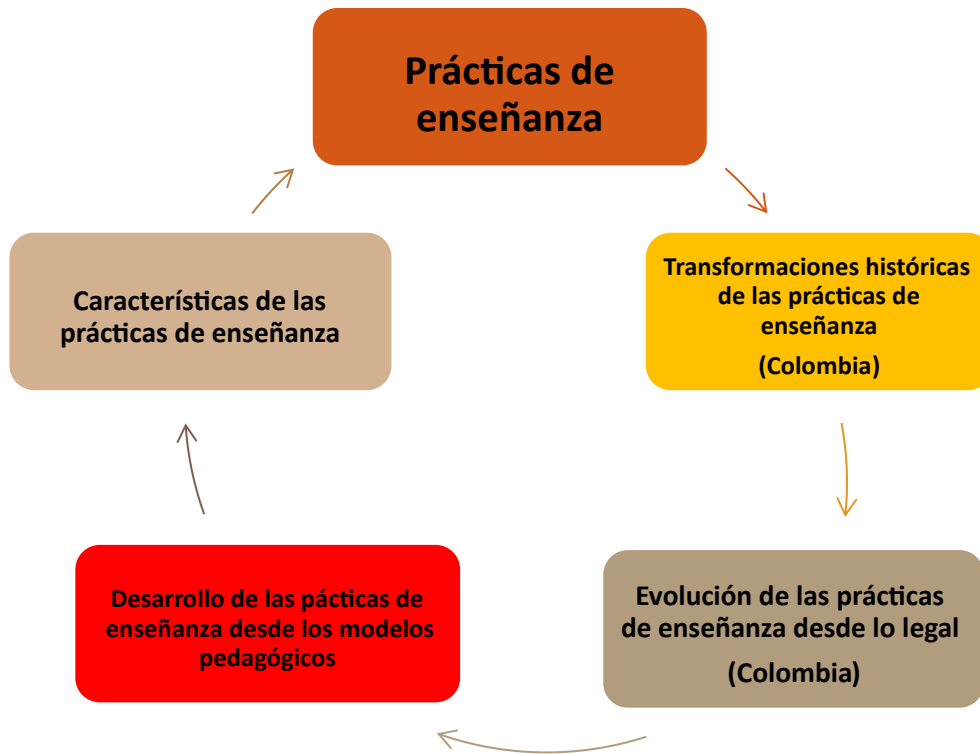 Prácticas de
enseñanza
Transformaciones históricas
de las prácticas de
enseñanza
(Colombia)
Evolución de las prácticas
de enseñanza desde lo legal
(Colombia)
Desarrollo de las pácticas de
enseñanza desde los modelos
pedagógicos
Característicias de las
prácticas de enseñanza